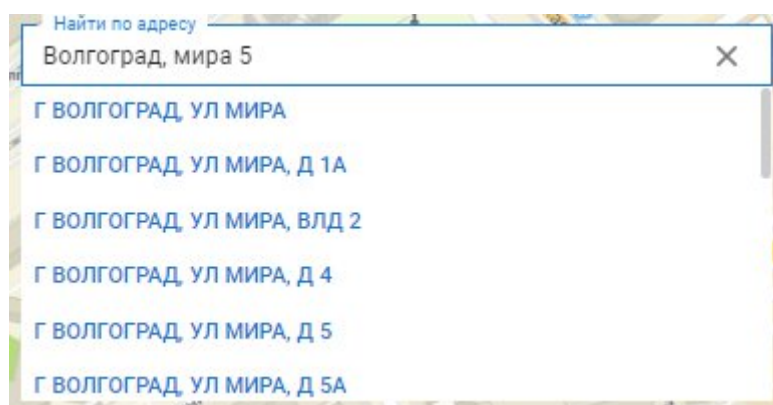 Найти по адресу
Волгоград, мира 5
Г ВОЛГОГРАД, УЛ МИРА
Г ВОЛГОГРАД, УЛ МИРА, Д 1А
Г ВОЛГОГРАД, УЛ МИРА, ВЛД 2
Г ВОЛГОГРАД, УЛ МИРА, Д 4
Г ВОЛГОГРАД, УЛ МИРА, Д 5
Г ВОЛГОГРАД, УЛ МИРА, Д 5А